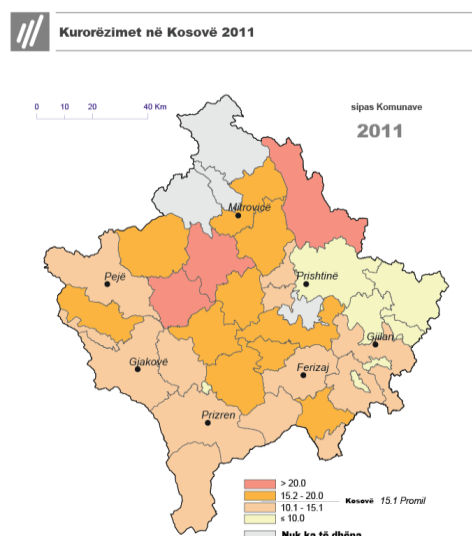 Kurorëzimet në Kosovë 2011
0 10 20 40 Km
sipas Komunave
2011
Mitrovicë
Pejë
Prishtinë
Gjilan
Gjakovë
Ferizaj
Prizren
> 20.0
15.2 - 20.0
Kosovë 15.1 Promil
10.1 - 15.1
≤ 10.0
Nuk ka të dhëna